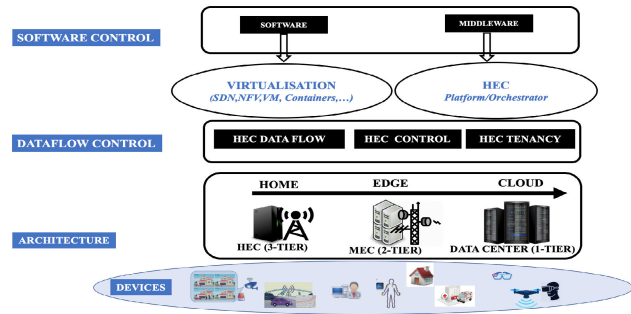 SOFTWARE CONTROL
SOFTWARE
MIDDLEWARE
VIRTUALISATION
(SDN,NFV,VM, Containers,…)
HEC
Platform/Orchestrator
DATAFLOW CONTROL
HEC DATA FLOW
HEC CONTROL
HEC TENANCY
HOME
EDGE
CLOUD
ARCHITECTURE
HEC (3-TIER)
MEC (2-TIER)
DATA CENTER (1-TIER)
DEVICES